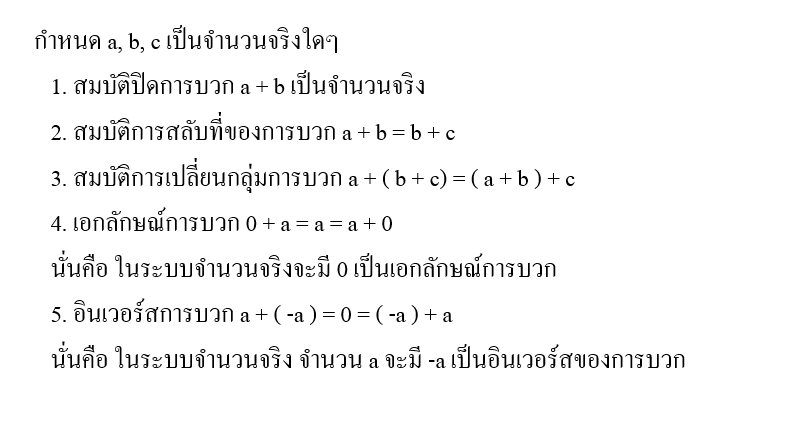 กำหนด a, b, c เป็นจำนวนจริงใดๆ
1. สมบัติปิดการบวก a + b เป็นจำนวนจริง
2. สมบัติการสลับที่ของการบวก a + b = b + c
3. สมบัติการเปลี่ยนกลุ่มการบวก a + ( b + c) = ( a + b ) + c
4. เอกลักษณ์การบวก 0 + a = a = a + 0
นั่นคือ ในระบบจำนวนจริงจะมี 0 เป็นเอกลักษณ์การบวก
5. อินเวอร์สการบวก a + ( -a ) = 0 = ( -a ) + a
นั่นคือ ในระบบจำนวนจริง จำนวน a จะมี -a เป็นอินเวอร์สของการบวก